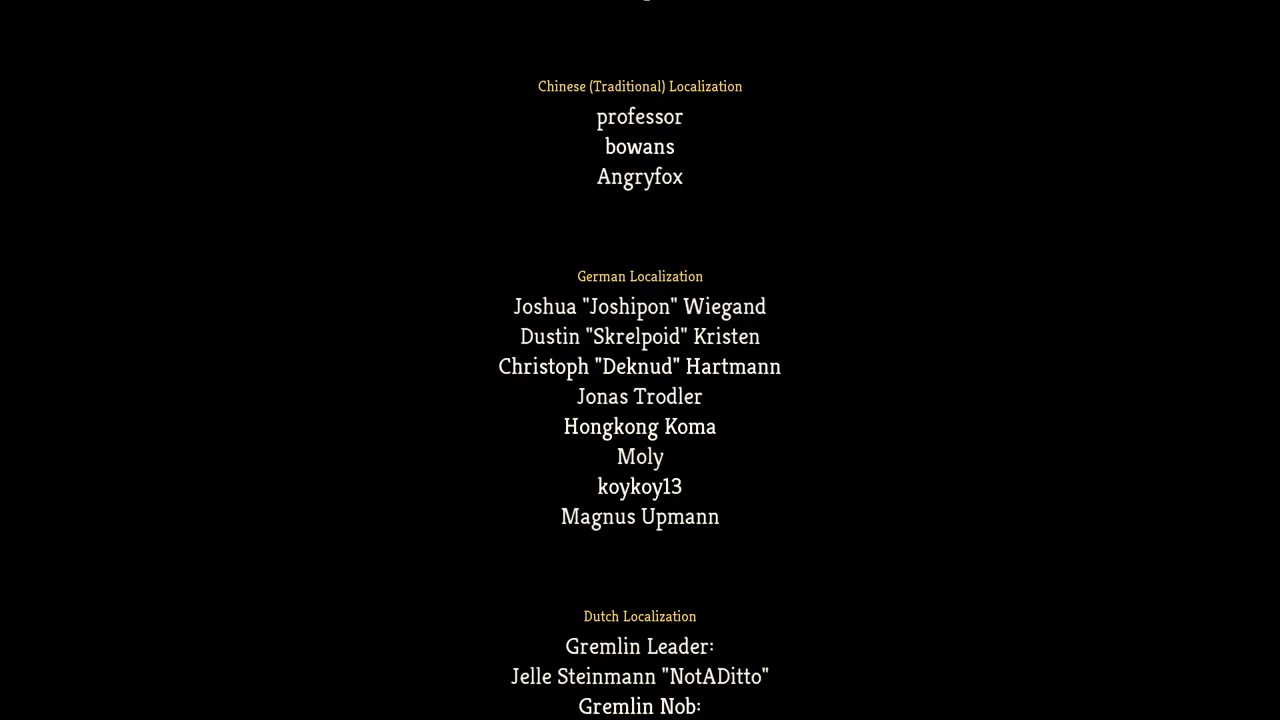 Chinese (Traditional) Localization
professor
bowans
Angryfox
German Localization
Joshua "Joshipon" Wiegand
Dustin "Skrelpoid" Kristen
Christoph "Deknud" Hartmann
Jonas Trodler
Hongkong Koma
Moly
koykoy13
Magnus Upmann
Dutch Localization
Gremlin Leader:
Jelle Steinmann "NotADitto"
Gremlin Nob: